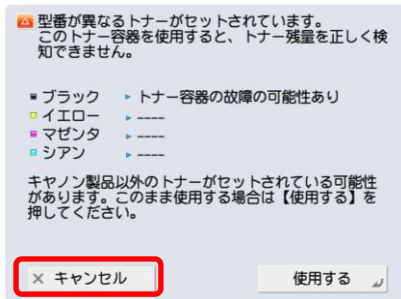 型番が異なるトナーがセットされています。
このトナー容器を使用すると、トナー残量を正しく検
知できません。
ブラック ▶ トナー容器の故障の可能性あり
イエロー ▶ ----
マゼンタ ▶ ----
シアン ▶ ----
キヤノン製品以外のトナーがセットされている可能性
があります。このまま使用する場合は【使用する】を
押してください。
× キャンセル 使用する